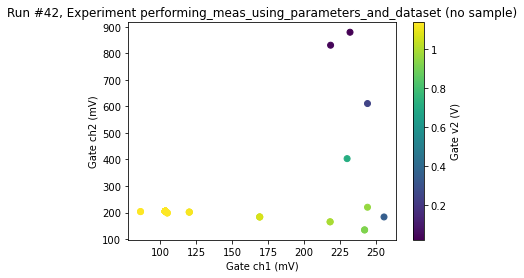 Run #42, Experiment performing_meas_using_parameters_and_dataset (no sample)
900
800
700
600
500
400
300
200
100
Gate ch2 (mV)
100 125 150 175 200 225 250
Gate ch1 (mV)
1
0.8
0.6
0.4
0.2
Gate v2 (V)